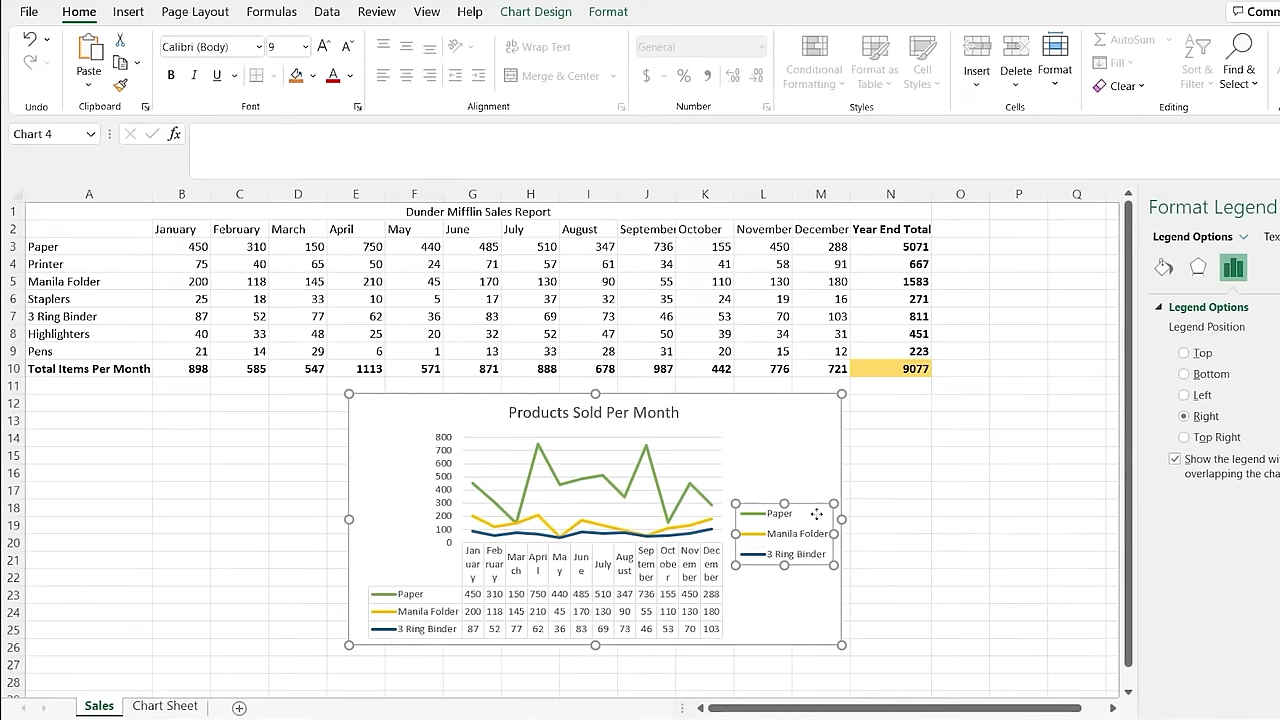 File Home Insert Page Layout Formulas Data Review View Help Chart Design Format Comm
Calibri (Body) 9 A A Wrap Text General AutoSum
Paste B I U Merge & Center $ % Conditional Formatting Format as Table Cell Styles Insert Delete Format Fill Clear Sort & Filter Find & Select
Undo Clipboard Font Alignment Number Styles Cells Editing
Chart 4 fx
A B C D E F G H I J K L M N O P Q
1 Dunder Mifflin Sales Report
2 January February March April May June July August September October November December Year End Total
3 Paper 450 310 150 750 440 485 510 347 736 155 450 288 5071
4 Printer 75 40 65 50 24 71 57 61 34 41 58 91 667
5 Manila Folder 200 118 145 210 45 170 130 90 55 110 130 180 1583
6 Staplers 25 18 33 10 5 17 37 32 35 24 19 16 271
7 3 Ring Binder 87 52 77 62 36 83 69 73 46 53 70 103 811
8 Highlighters 40 33 48 25 20 32 52 47 50 39 34 31 451
9 Pens 21 14 29 6 1 13 33 28 31 20 15 12 223
10 Total Items Per Month 898 585 547 1113 571 871 888 678 987 442 776 721 9077
11
12
13
14
15
16
17
18
19
20
21
22
23
24
25
26
27
28
Products Sold Per Month
800
700
600
500
400
300
200
100
0
January February March April May June July August September October November December
Paper 450 310 150 750 440 485 510 347 736 155 450 288
Manila Folder 200 118 145 210 45 170 130 90 55 110 130 180
3 Ring Binder 87 52 77 62 36 83 69 73 46 53 70 103
Paper
Manila Folder
3 Ring Binder
Format Legend
Legend Options Tex
Legend Options
Legend Position
Top
Bottom
Left
Right
Top Right
Show the legend wi
overlapping the cha
Sales Chart Sheet